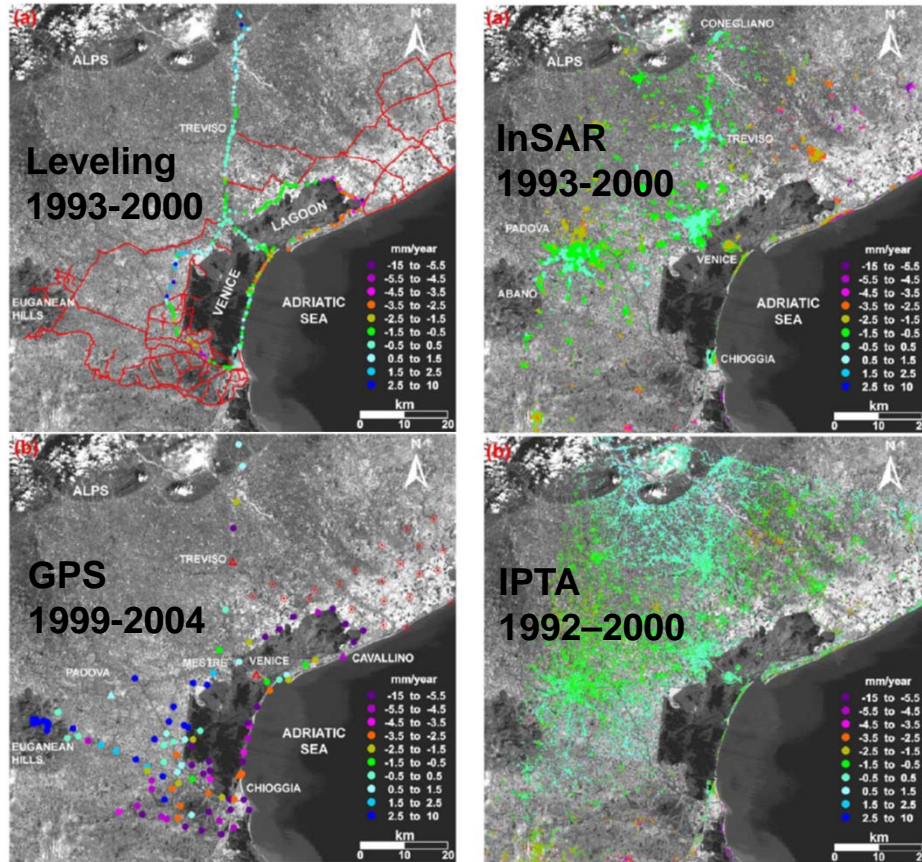 (a)
N
ALPS
TREVISO
Leveling
1993-2000
LAGOON
VENICE
EUGANEAN
HILLS
ADRIATIC
SEA
mm/year
-15 to -5.5
-5.5 to -4.5
-4.5 to -3.5
-3.5 to -2.5
-2.5 to -1.5
-1.5 to -0.5
-0.5 to 0.5
0.5 to 1.5
1.5 to 2.5
2.5 to 10
km
0 10 20
(a)
N
CONEGLIANO
ALPS
InSAR
1993-2000
TREVISO
PADOVA
VENICE
ABANO
ADRIATIC
SEA
CHIOGGIA
mm/year
-15 to -5.5
-5.5 to -4.5
-4.5 to -3.5
-3.5 to -2.5
-2.5 to -1.5
-1.5 to -0.5
-0.5 to 0.5
0.5 to 1.5
1.5 to 2.5
2.5 to 10
km
0 10 20
(b)
N
ALPS
TREVISO
GPS
1999-2004
MESTRE
VENICE
CAVALLINO
PADOVA
EUGANEAN
HILLS
ADRIATIC
SEA
CHIOGGIA
mm/year
-15 to -5.5
-5.5 to -4.5
-4.5 to -3.5
-3.5 to -2.5
-2.5 to -1.5
-1.5 to -0.5
-0.5 to 0.5
0.5 to 1.5
1.5 to 2.5
2.5 to 10
km
0 10 20
(b)
N
ALPS
IPTA
1992–2000
ADRIATIC
SEA
mm/year
-15 to -5.5
-5.5 to -4.5
-4.5 to -3.5
-3.5 to -2.5
-2.5 to -1.5
-1.5 to -0.5
-0.5 to 0.5
0.5 to 1.5
1.5 to 2.5
2.5 to 10
km
0 10 20